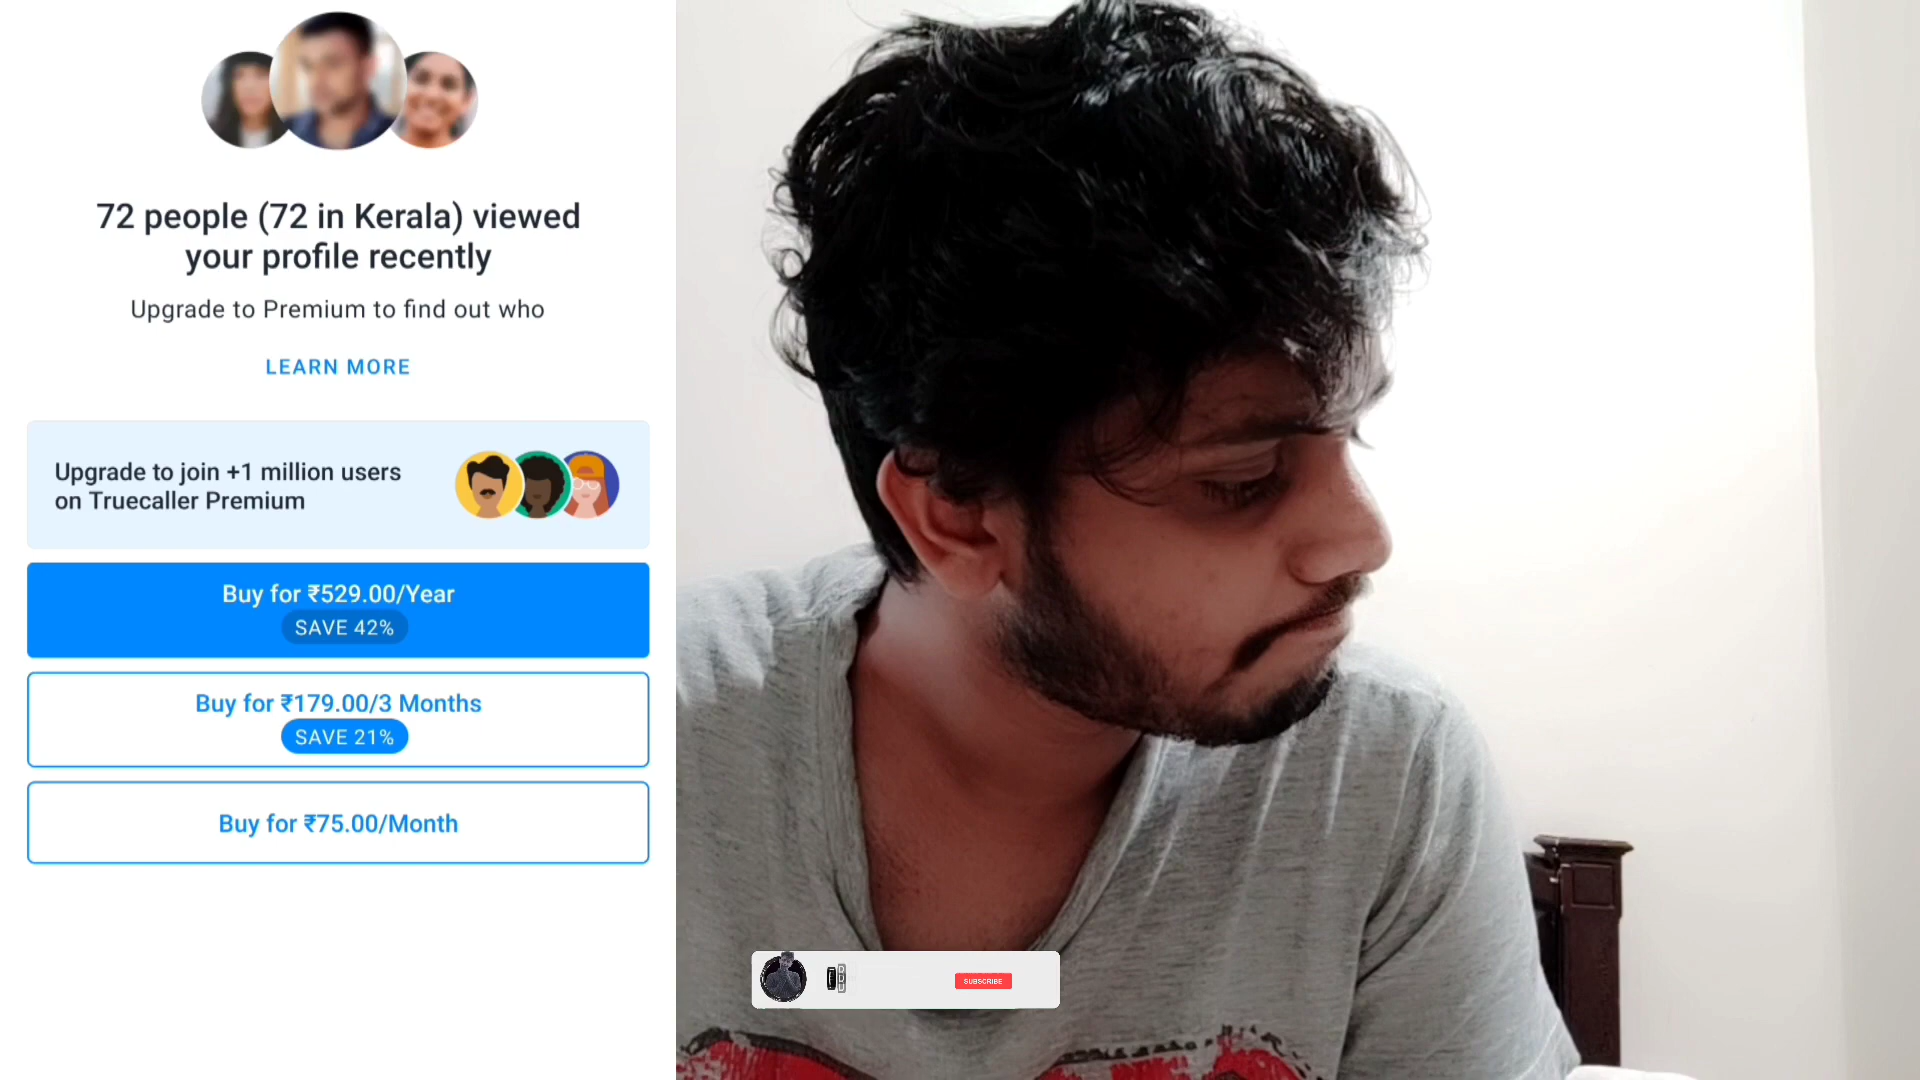 72 people (72 in Kerala) viewed
your profile recently
Upgrade to Premium to find out who
LEARN MORE
Upgrade to join +1 million users
on Truecaller Premium
Buy for ₹529.00/Year
SAVE 42%
Buy for ₹179.00/3 Months
SAVE 21%
Buy for ₹75.00/Month
SUBSCRIBE